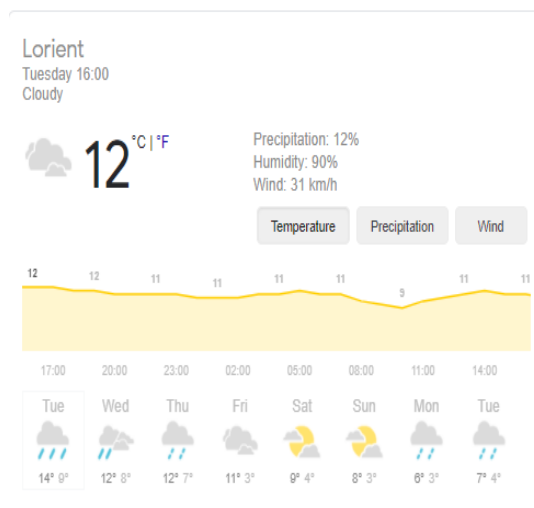 Lorient
Tuesday 16:00
Cloudy
12 °C | °F
Precipitation: 12%
Humidity: 90%
Wind: 31 km/h
Temperature Precipitation Wind
12 12 11 11 11 11 9 11 11
17:00 20:00 23:00 02:00 05:00 08:00 11:00 14:00
Tue Wed Thu Fri Sat Sun Mon Tue
14° 9° 12° 8° 12° 7° 11° 3° 9° 4° 8° 3° 6° 3° 7° 4°